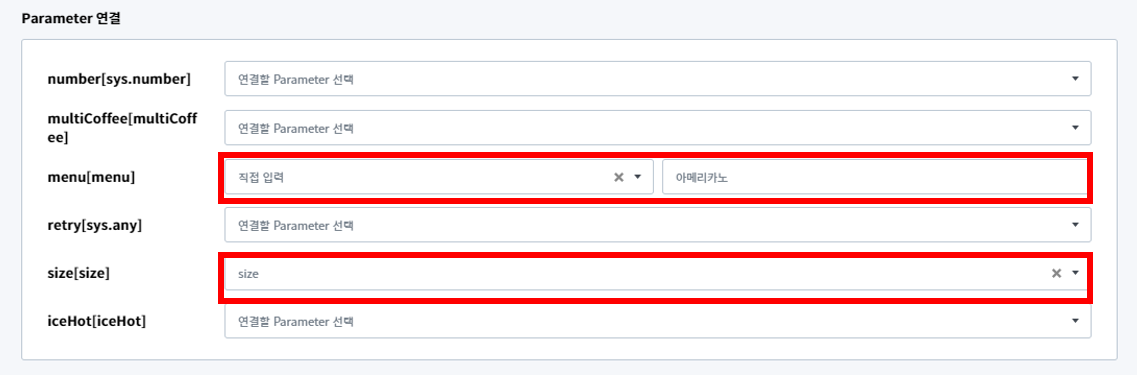 Parameter 연결
number[sys.number]
연결할 Parameter 선택
multiCoffee[multiCoff
ee]
연결할 Parameter 선택
menu[menu]
직접 입력
아메리카노
retry[sys.any]
연결할 Parameter 선택
size[size]
size
iceHot[iceHot]
연결할 Parameter 선택